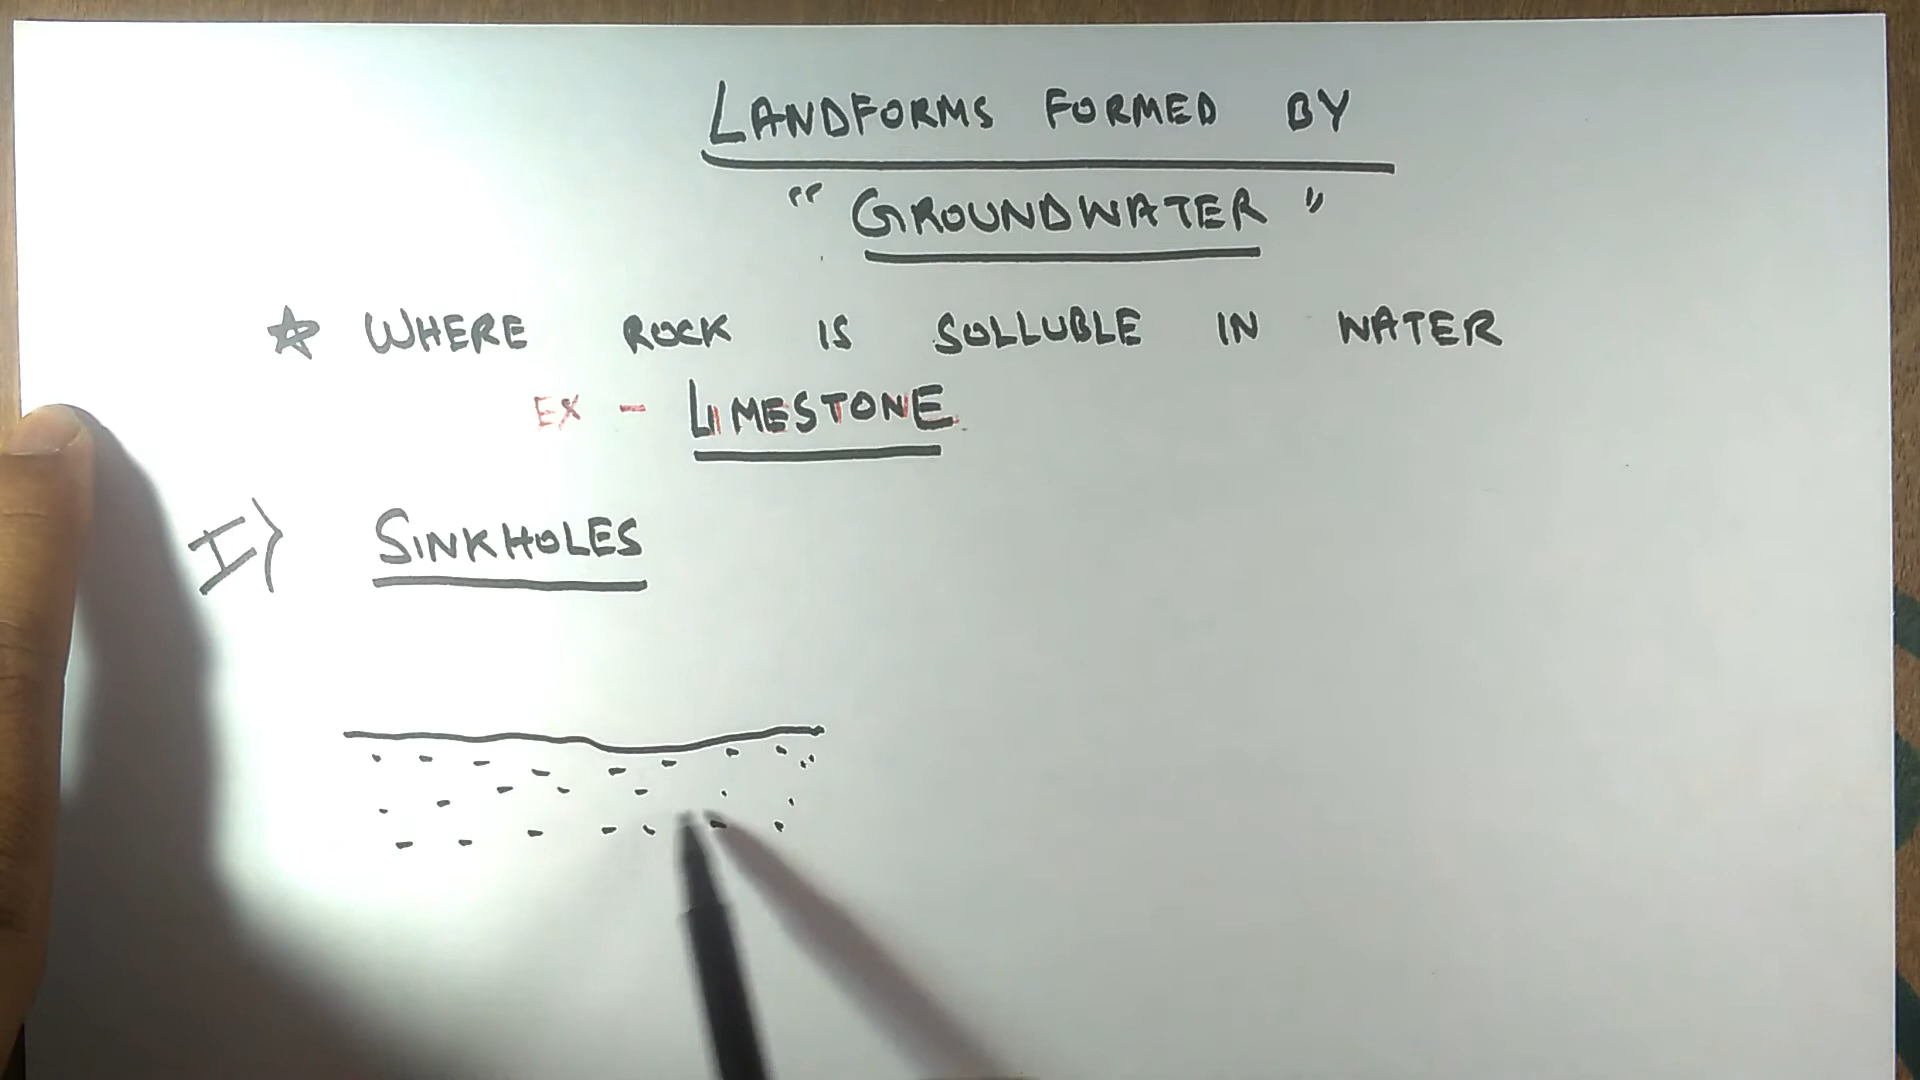 LANDFORMS FORMED BY
"GROUNDWATER"
☆ WHERE ROCK IS SOLLUBLE IN WATER
EX - LIMESTONE
I) SINKHOLES